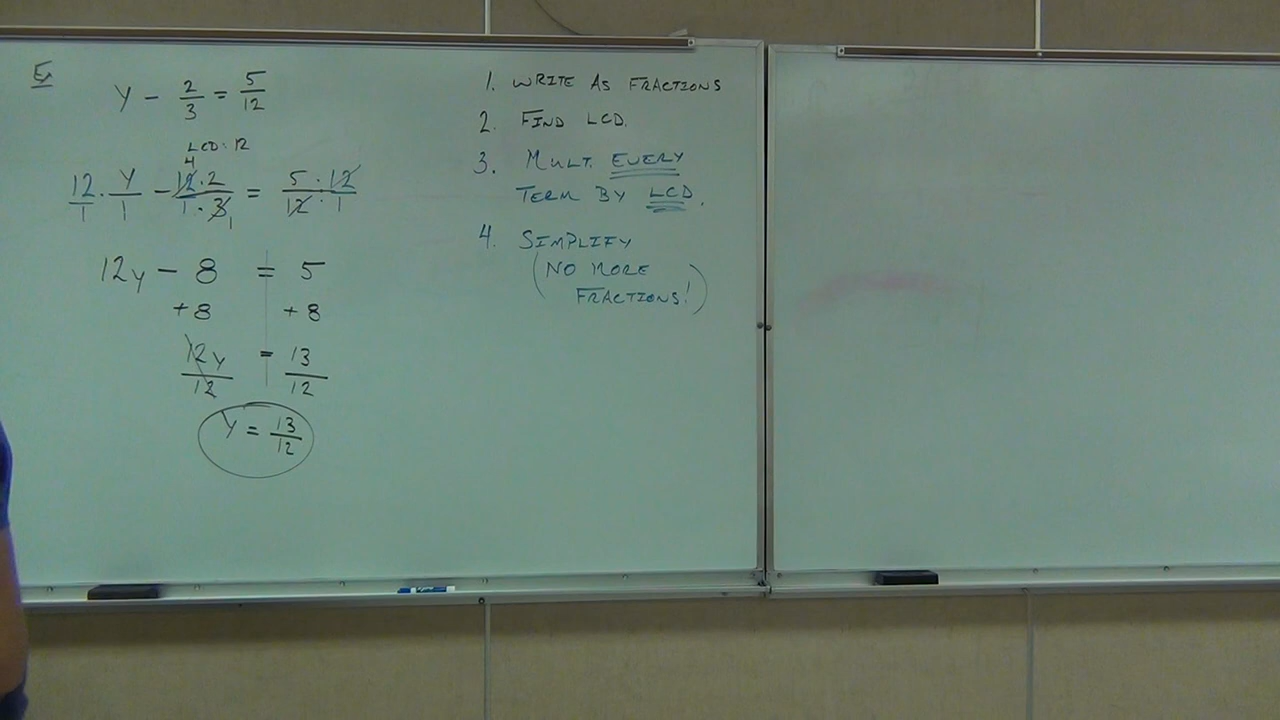 Ex
Y - 2/3 = 5/12
LCD: 12
4
12/1 · Y/1 - 12·2/1·3 = 5·12/12·1
1
12y - 8 = 5
+8 +8
12y/12 = 13/12
Y = 13/12
1. WRITE AS FRACTIONS
2. FIND LCD.
3. MULT. EVERY
TERM BY LCD.
4. SIMPLIFY
(NO MORE
FRACTIONS!)